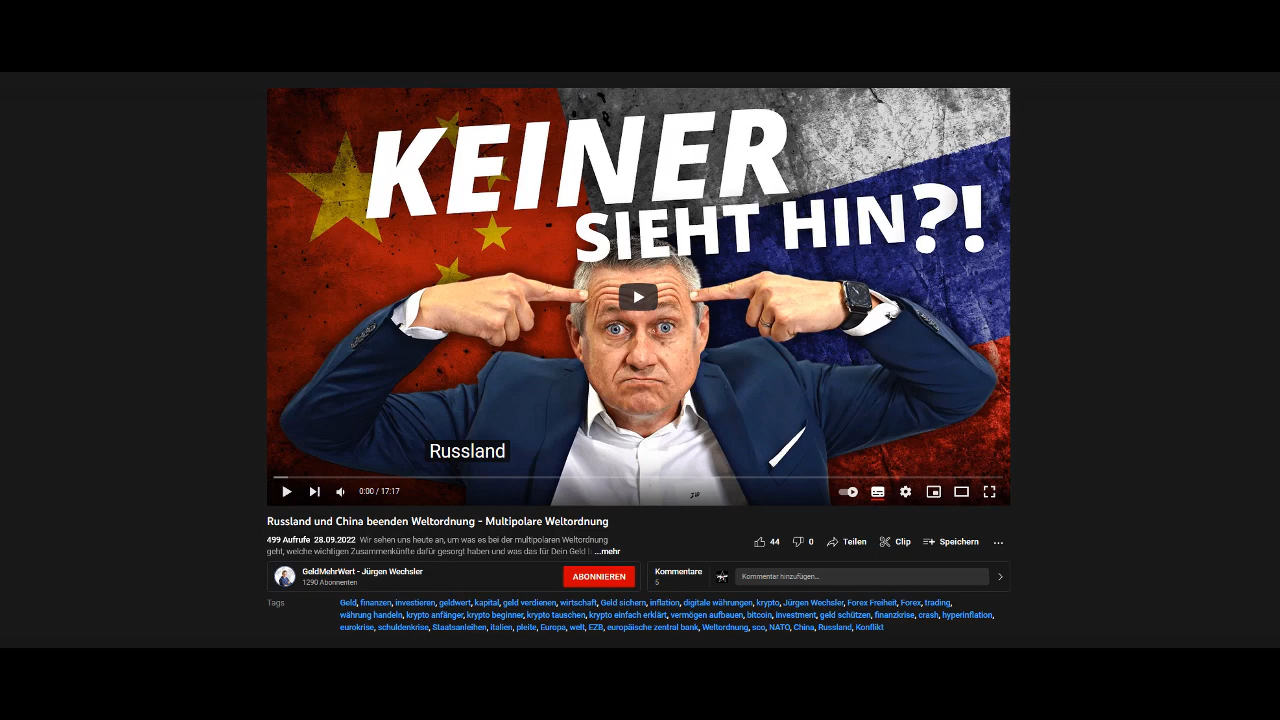 KEINER
SIEHT HIN?!
Russland
0:00 / 17:17
Russland und China beenden Weltordnung - Multipolare Weltordnung
499 Aufrufe 28.09.2022 Wir sehen uns heute an, um was es bei der multipolaren Weltordnung
geht, welche wichtigen Zusammenkünfte dafür gesorgt haben und was das für Dein Geld ...mehr
44 0 Teilen Clip Speichern ...
GeldMehrWert - Jürgen Wechsler
1290 Abonnenten
ABONNIEREN
Kommentare
5
Kommentar hinzufügen...
Tags
Geld, finanzen, investieren, geldwert, kapital, geld verdienen, wirtschaft, Geld sichern, inflation, digitale währungen, krypto, Jürgen Wechsler, Forex Freiheit, Forex, trading,
währung handeln, krypto anfänger, krypto beginner, krypto tauschen, krypto einfach erklärt, vermögen aufbauen, bitcoin, investment, geld schützen, finanzkrise, crash, hyperinflation,
eurokrise, schuldenkrise, Staatsanleihen, italien, pleite, Europa, welt, EZB, europäische zentral bank, Weltordnung, sco, NATO, China, Russland, Konflikt